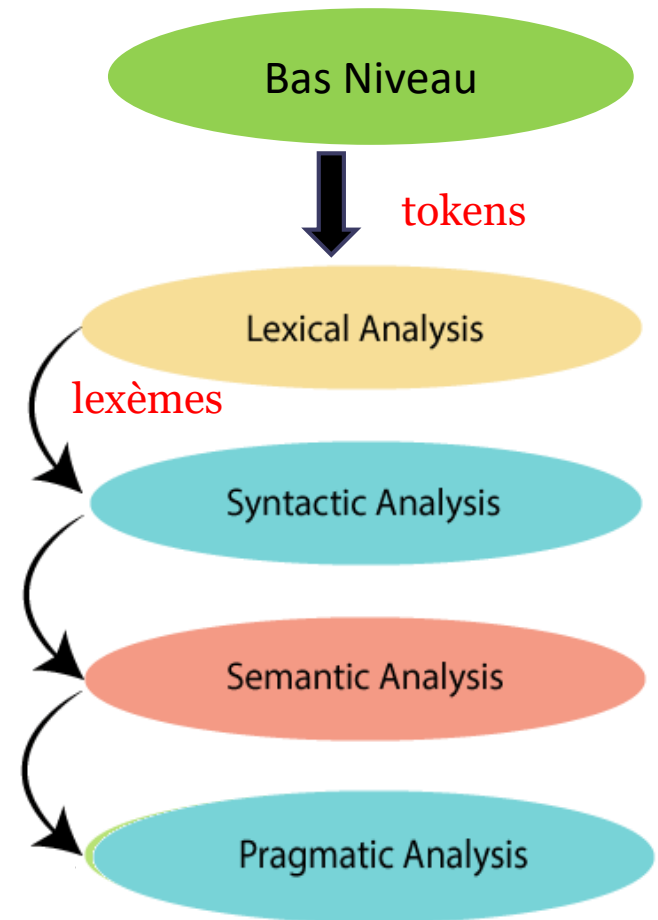 Bas Niveau
tokens
Lexical Analysis
lexèmes
Syntactic Analysis
Semantic Analysis
Pragmatic Analysis